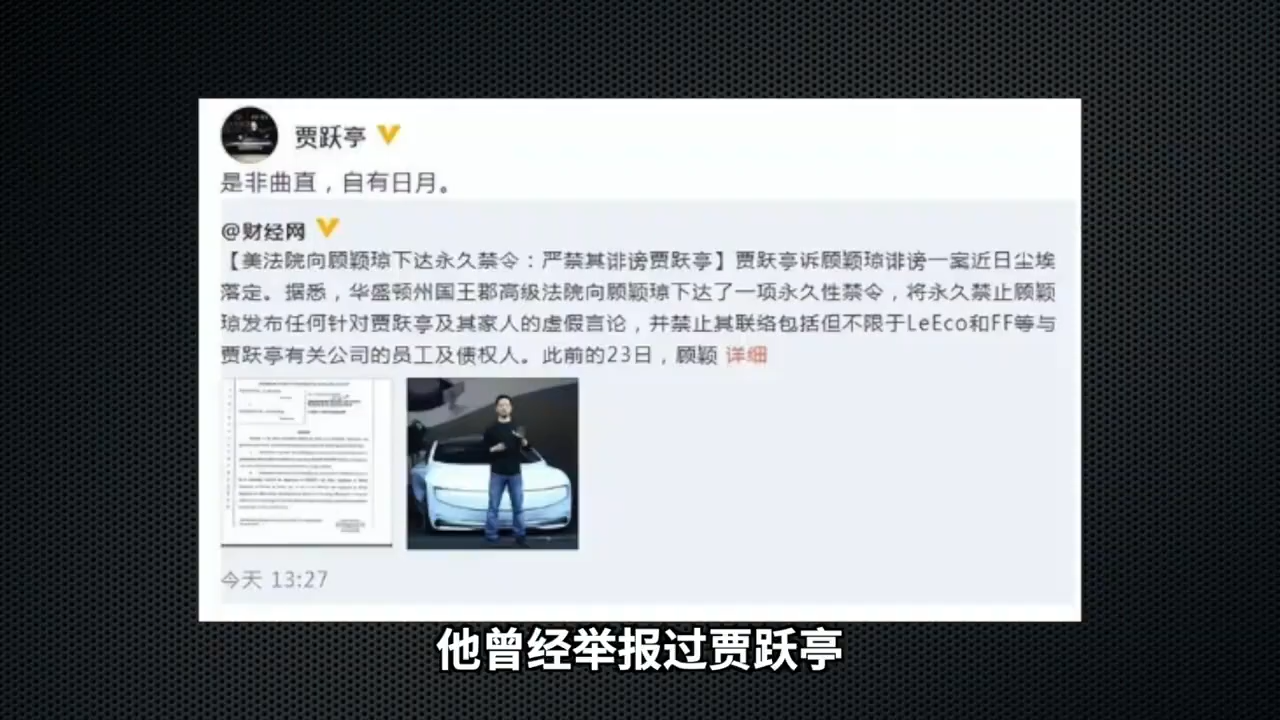 贾跃亭
是非曲直，自有日月。
@财经网
【美法院向顾颖琼下达永久禁令：严禁其诽谤贾跃亭】贾跃亭诉顾颖琼诽谤一案近日尘埃
落定。据悉，华盛顿州国王郡高级法院向顾颖琼下达了一项永久性禁令，将永久禁止顾颖
琼发布任何针对贾跃亭及其家人的虚假言论，并禁止其联络包括但不限于LeEco和FF等与
贾跃亭有关公司的员工及债权人。此前的23日，顾颖 详细
今天 13:27
他曾经举报过贾跃亭